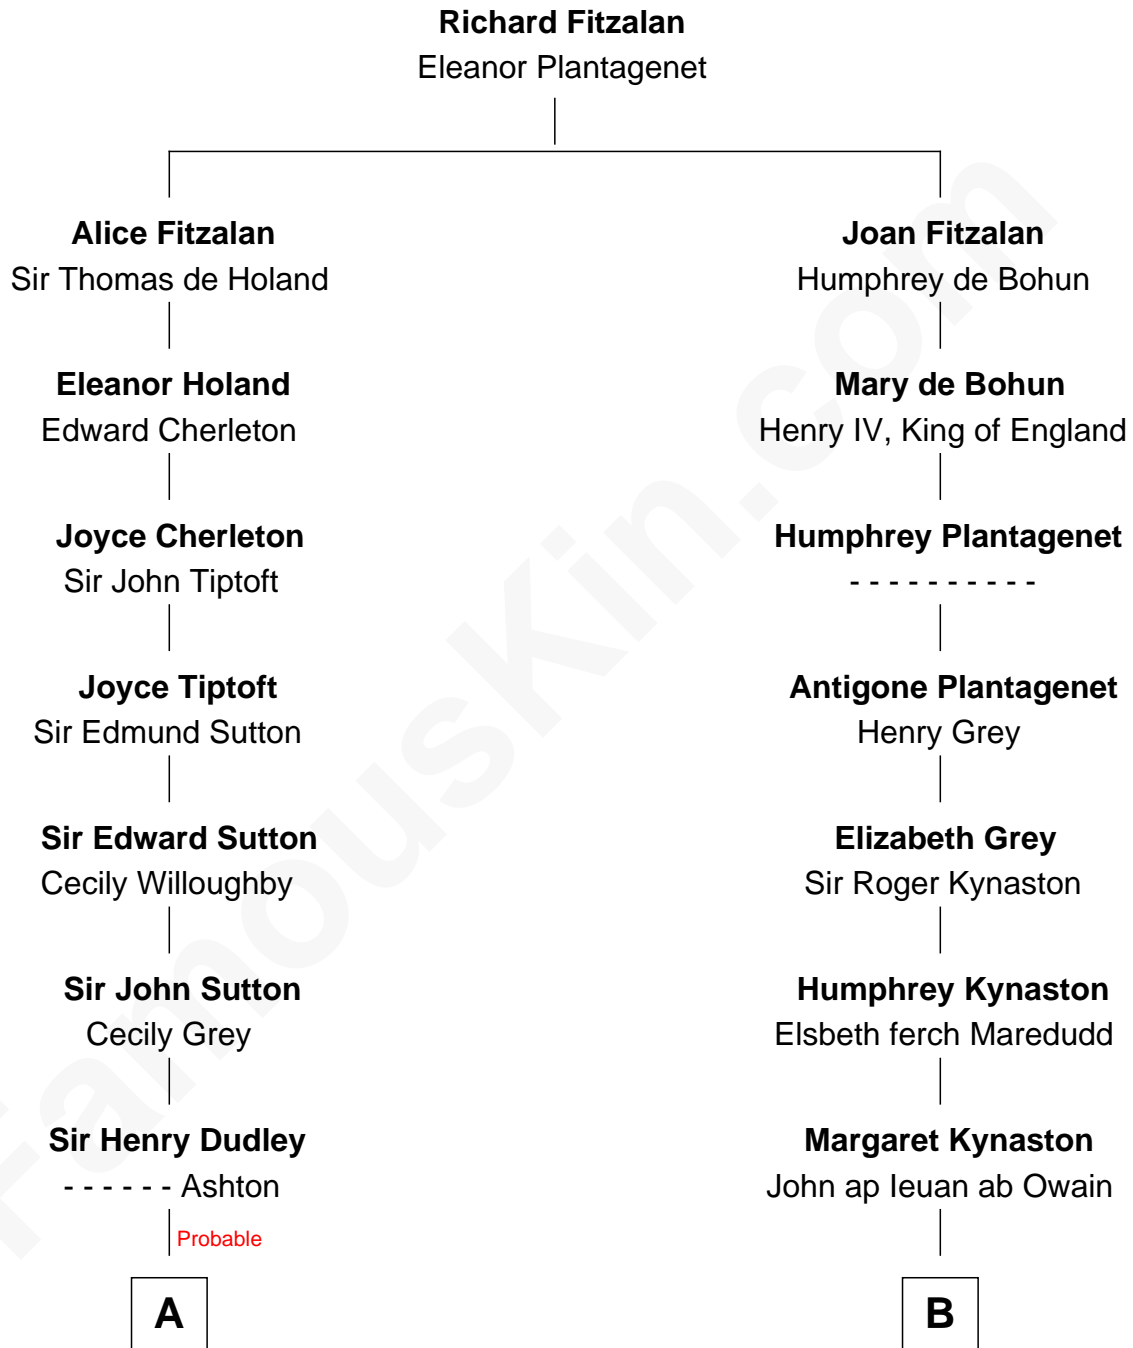 Richard Fitzalan
Eleanor Plantagenet
Alice Fitzalan
Sir Thomas de Holand
Joan Fitzalan
Humphrey de Bohun
Eleanor Holand
Edward Cherleton
Mary de Bohun
Henry IV, King of England
Joyce Cherleton
Sir John Tiptoft
Humphrey Plantagenet
- - - - - - - - - -
Joyce Tiptoft
Sir Edmund Sutton
Antigone Plantagenet
Henry Grey
Sir Edward Sutton
Cecily Willoughby
Elizabeth Grey
Sir Roger Kynaston
Sir John Sutton
Cecily Grey
Humphrey Kynaston
Elsbeth ferch Maredudd
Sir Henry Dudley
- - - - - - Ashton
Margaret Kynaston
John ap Ieuan ab Owain
Probable
A
B
FamousKin.com